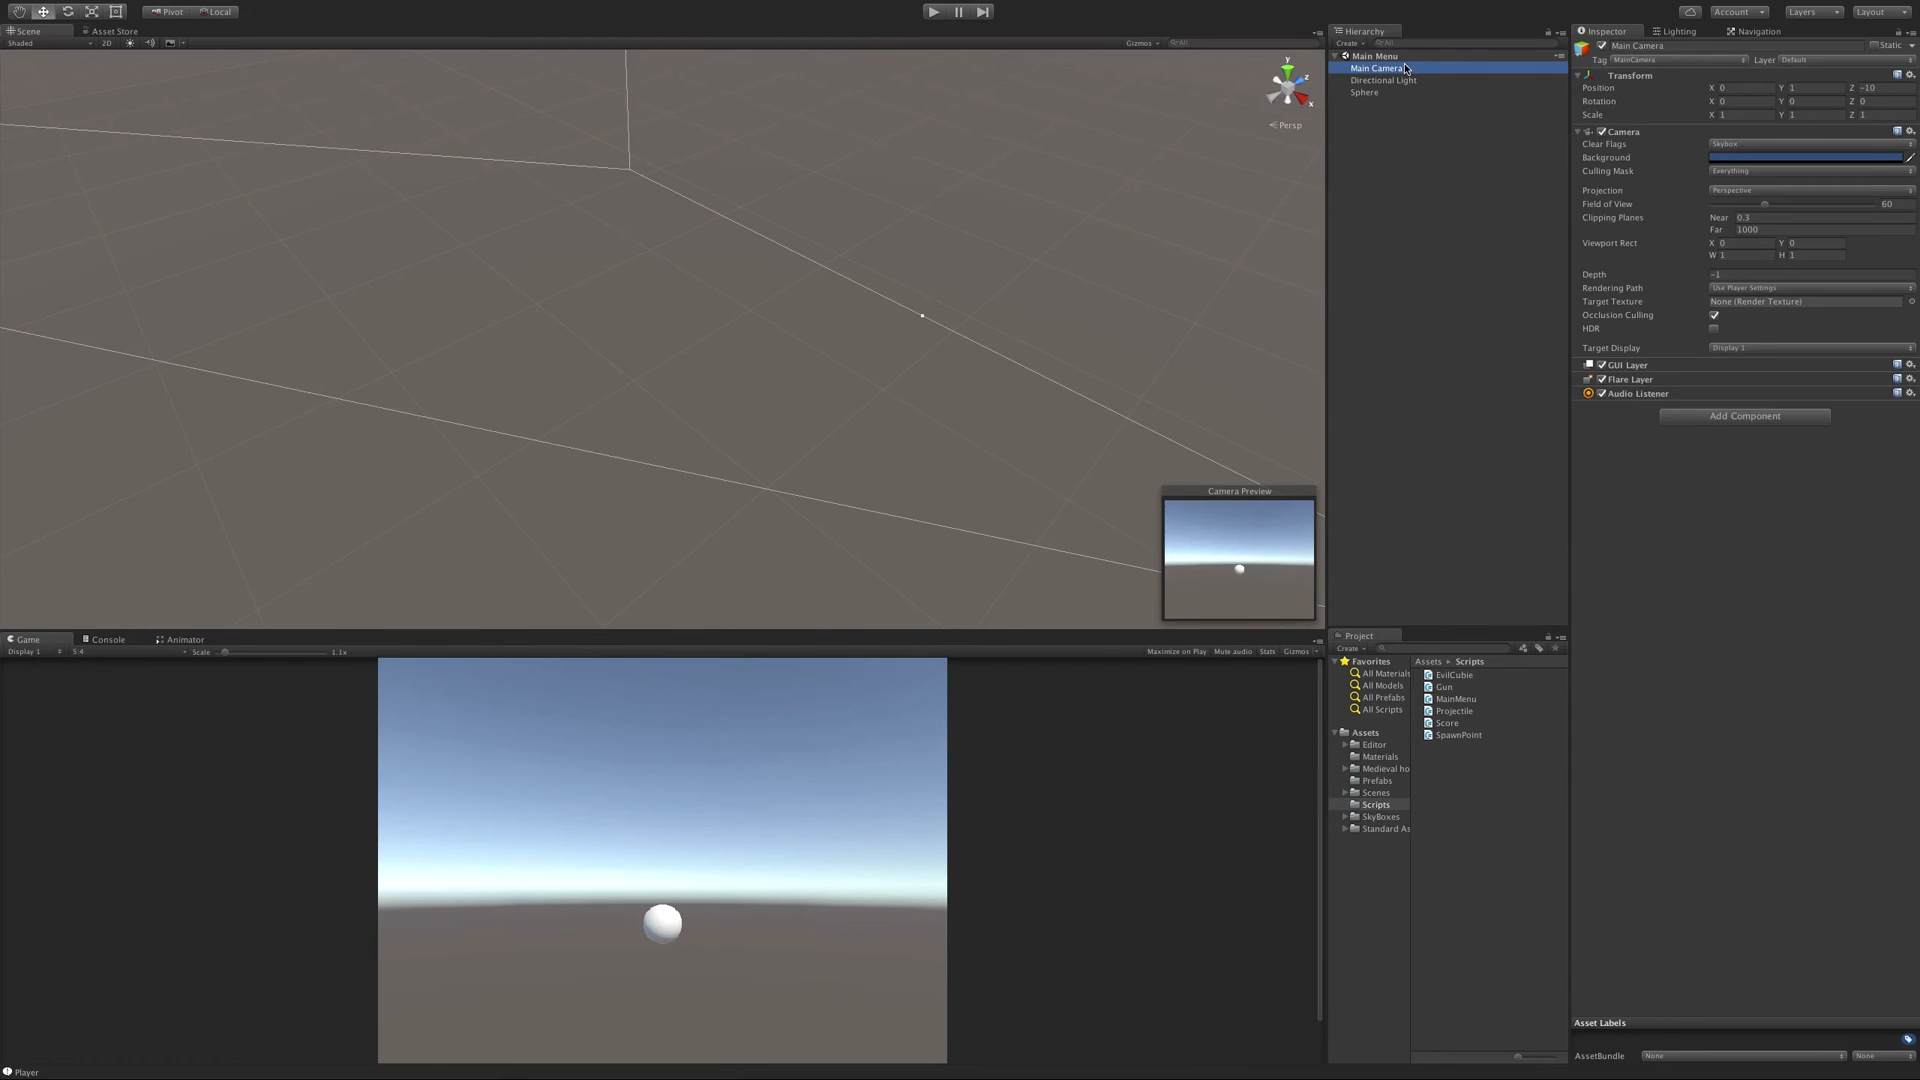 Pivot Local
Account Layers Layout
Scene Asset Store
Shaded 2D Gizmos All
y
z
x
Persp
Camera Preview
Hierarchy
Create All
Main Menu
Main Camera
Directional Light
Sphere
Inspector Lighting Navigation
Main Camera Static
Tag MainCamera Layer Default
Transform
Position X 0 Y 1 Z -10
Rotation X 0 Y 0 Z 0
Scale X 1 Y 1 Z 1
Camera
Clear Flags Skybox
Background
Culling Mask Everything
Projection Perspective
Field of View 60
Clipping Planes Near 0.3
Far 1000
Viewport Rect X 0 Y 0
W 1 H 1
Depth -1
Rendering Path Use Player Settings
Target Texture None (Render Texture)
Occlusion Culling
HDR
Target Display Display 1
GUI Layer
Flare Layer
Audio Listener
Add Component
Game Console Animator
Display 1 5:4 Scale 1.1x Maximize on Play Mute audio Stats Gizmos
Project
Create
Favorites
All Materials
All Models
All Prefabs
All Scripts
Assets
Editor
Materials
Medieval ho
Prefabs
Scenes
Scripts
SkyBoxes
Standard As
Assets Scripts
EvilCubie
Gun
MainMenu
Projectile
Score
SpawnPoint
Asset Labels
AssetBundle None None
Player